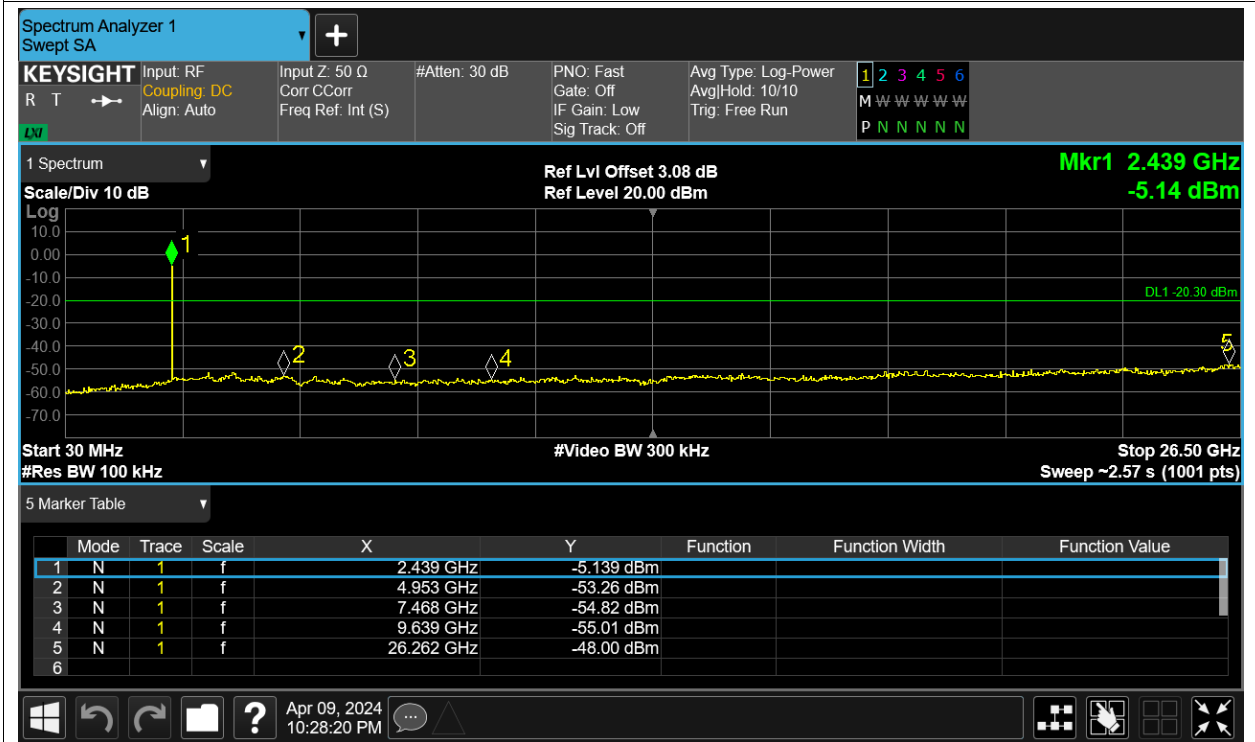 Spectrum Analyzer 1
Swept SA
+
KEYSIGHT Input: RF Input Z: 50 Ω #Atten: 30 dB PNO: Fast Avg Type: Log-Power 1 2 3 4 5 6
R T Coupling: DC Corr CCorr Gate: Off Avg|Hold: 10/10 M W W W W W
Align: Auto Freq Ref: Int (S) IF Gain: Low Trig: Free Run
LXI Sig Track: Off P N N N N N
1 Spectrum Ref Lvl Offset 3.08 dB Mkr1 2.439 GHz
Scale/Div 10 dB Ref Level 20.00 dBm -5.14 dBm
Log
10.0 1
0.00
-10.0
-20.0 DL1 -20.30 dBm
-30.0
-40.0 2 3 4 5
-50.0
-60.0
-70.0
Start 30 MHz #Video BW 300 kHz Stop 26.50 GHz
#Res BW 100 kHz Sweep ~2.57 s (1001 pts)
5 Marker Table
Mode Trace Scale X Y Function Function Width Function Value
1 N 1 f 2.439 GHz -5.139 dBm
2 N 1 f 4.953 GHz -53.26 dBm
3 N 1 f 7.468 GHz -54.82 dBm
4 N 1 f 9.639 GHz -55.01 dBm
5 N 1 f 26.262 GHz -48.00 dBm
6
? Apr 09, 2024
10:28:20 PM